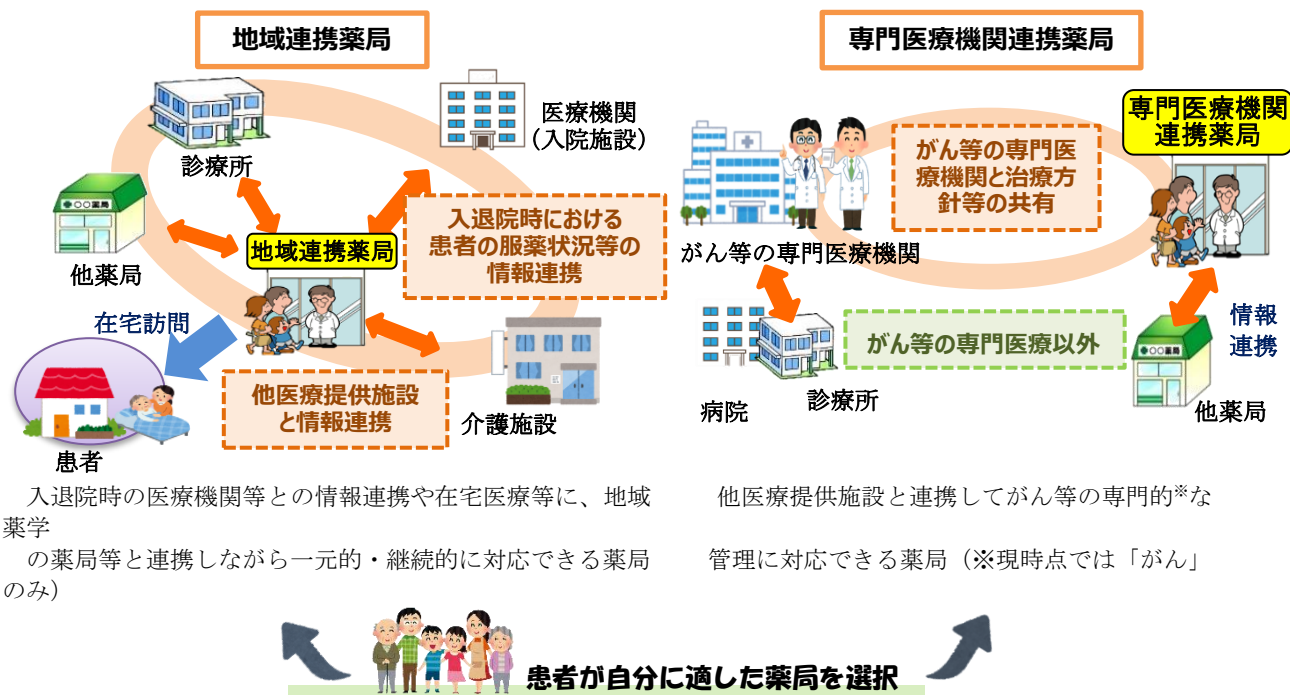 地域連携薬局
診療所
医療機関
（入院施設）
○○薬局
他薬局
地域連携薬局
入退院時における
患者の服薬状況等の
情報連携
在宅訪問
他医療提供施設
と情報連携
介護施設
患者
入退院時の医療機関等との情報連携や在宅医療等に、地域
薬学
の薬局等と連携しながら一元的・継続的に対応できる薬局
のみ）
専門医療機関連携薬局
専門医療機関
連携薬局
がん等の専門医
療機関と治療方
針等の共有
がん等の専門医療機関
情報
連携
がん等の専門医療以外
○○薬局
病院
診療所
他薬局
他医療提供施設と連携してがん等の専門的※な
管理に対応できる薬局（※現時点では「がん」
患者が自分に適した薬局を選択